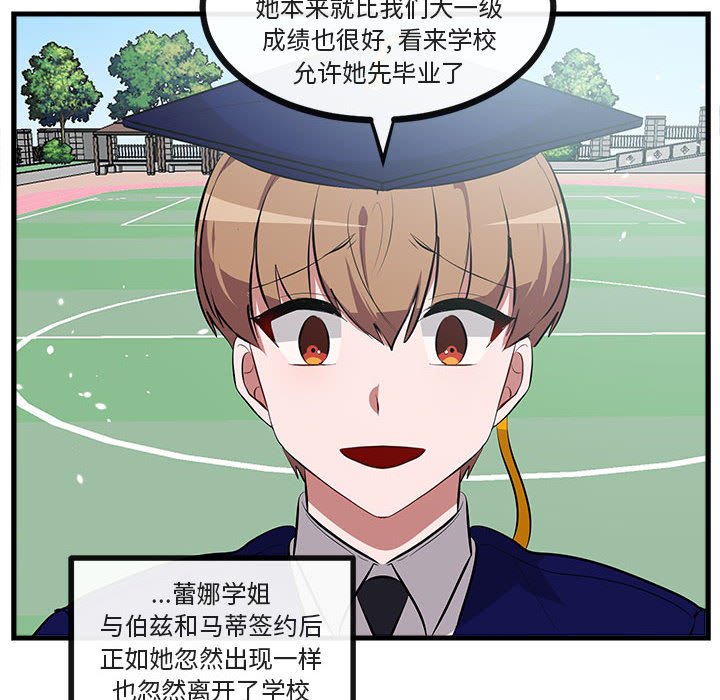 她本来就比我们大一级
成绩也很好, 看来学校
允许她先毕业了
...蕾娜学姐
与伯兹和马蒂签约后
正如她忽然出现一样
也忽然离开了学校